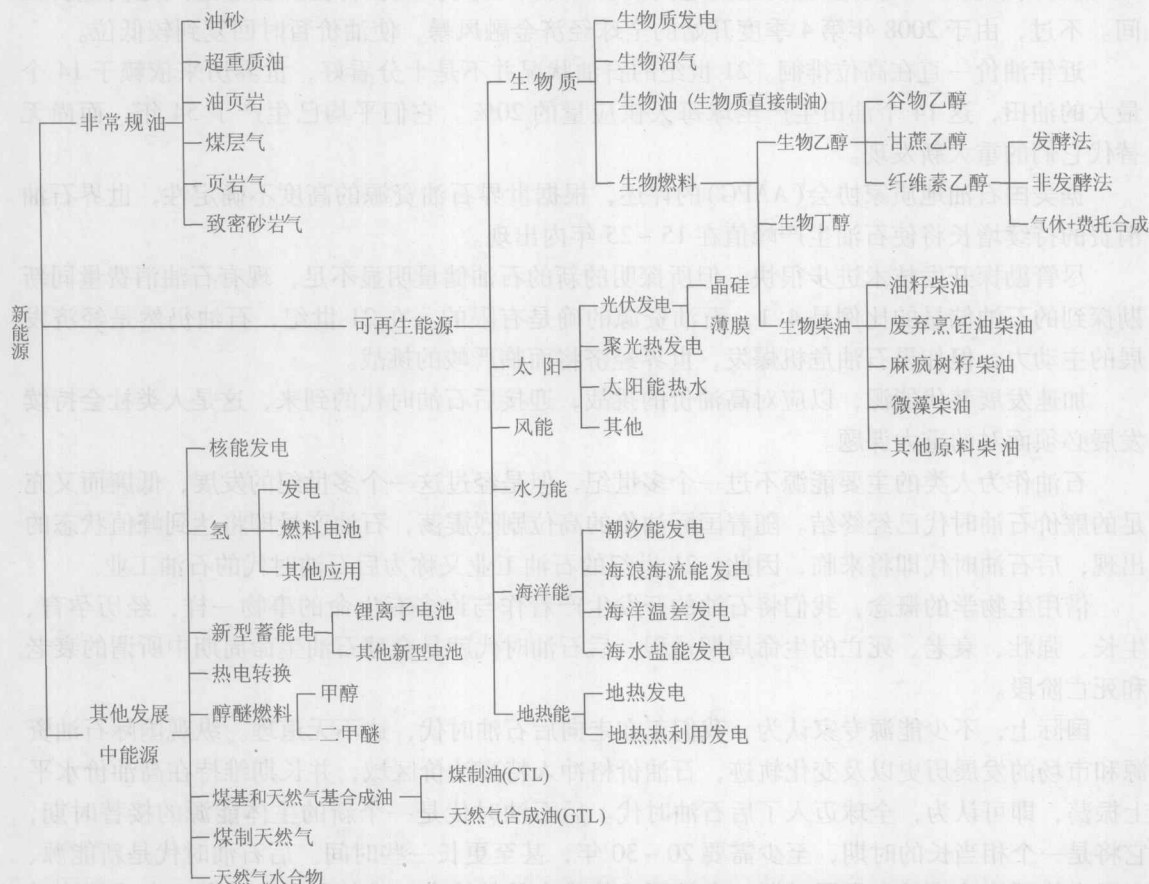 油砂
超重质油
油页岩
非常规油
煤层气
页岩气
致密砂岩气
新能源
可再生能源
生物质
生物质发电
生物沼气
生物油（生物质直接制油）
生物燃料
生物乙醇
谷物乙醇
甘蔗乙醇
纤维素乙醇
发酵法
非发酵法
气休+费托合成
生物丁醇
生物柴油
油籽柴油
废弃烹饪油柴油
麻疯树籽柴油
微藻柴油
其他原料柴油
太阳
光伏发电
晶硅
薄膜
聚光热发电
太阳能热水
其他
风能
水力能
海洋能
潮汐能发电
海浪海流能发电
海洋温差发电
海水盐能发电
地热能
地热发电
地热热利用发电
其他发展
中能源
核能发电
氢
发电
燃料电池
其他应用
新型蓄能电
锂离子电池
其他新型电池
热电转换
醇醚燃料
甲醇
二甲醚
煤基和天然气基合成油
煤制油(CTL)
天然气合成油(GTL)
煤制天然气
天然气水合物